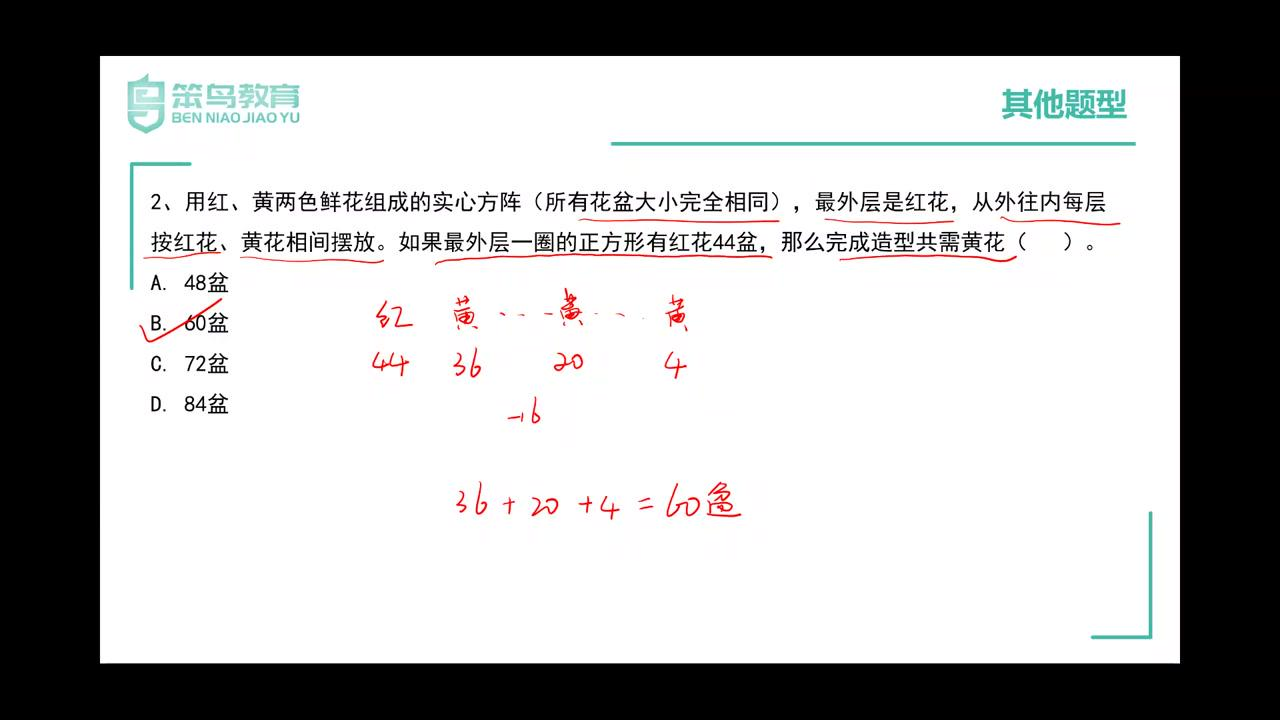 笨鸟教育
BEN NIAO JIAO YU
其他题型
2、用红、黄两色鲜花组成的实心方阵（所有花盆大小完全相同），最外层是红花，从外往内每层
按红花、黄花相间摆放。如果最外层一圈的正方形有红花44盆，那么完成造型共需黄花（ ）。
A. 48盆
B. 60盆
C. 72盆
D. 84盆
红 黄 ··· 黄 ··· 黄
44 36 20 4
-16
36+20+4=60盆